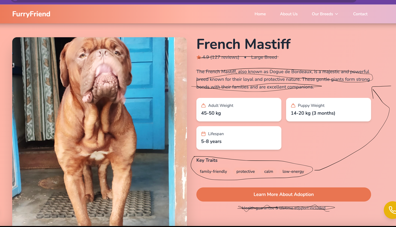 FurryFriend
Home About Us Our Breeds Contact
French Mastiff
4.9 (127 reviews) • Large Breed
The French Mastiff, also known as Dogue de Bordeaux, is a majestic and powerful
breed known for their loyal and protective nature. These gentle giants form strong
bonds with their families and are excellent companions.
Adult Weight
45-50 kg
Puppy Weight
14-20 kg (3 months)
Lifespan
5-8 years
Key Traits
family-friendly protective calm low energy
Learn More About Adoption